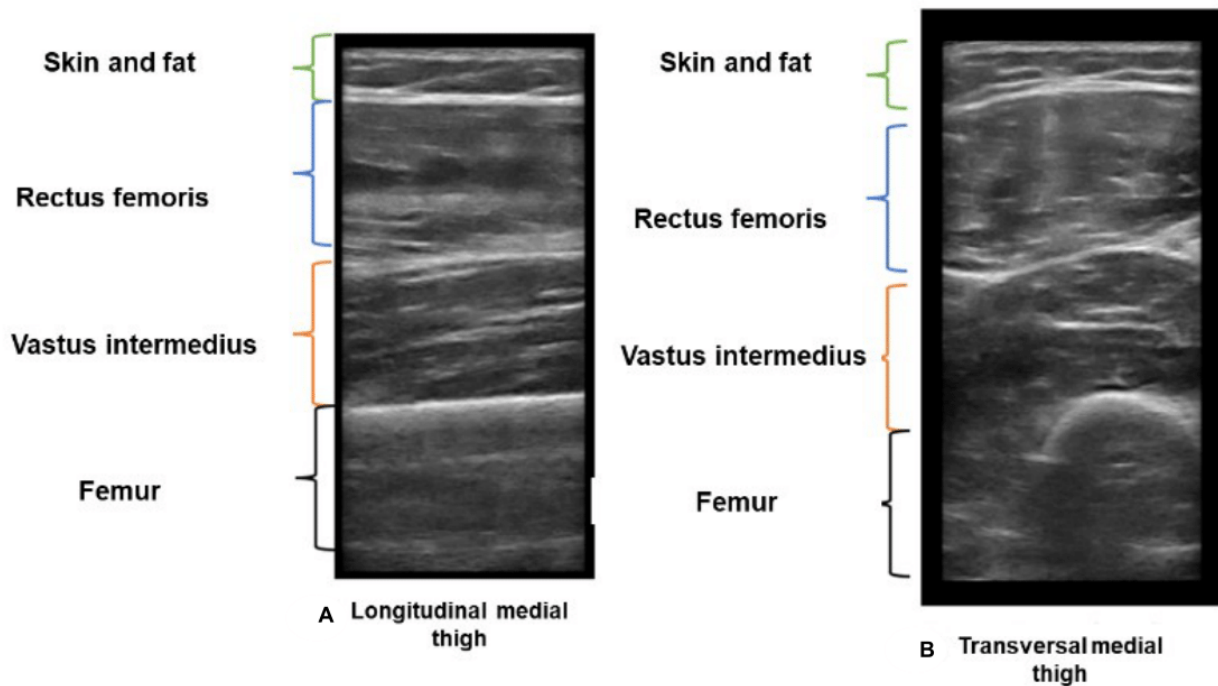 Skin and fat
Rectus femoris
Vastus intermedius
Femur
A Longitudinal medial
thigh
Skin and fat
Rectus femoris
Vastus intermedius
Femur
B Transversal medial
thigh